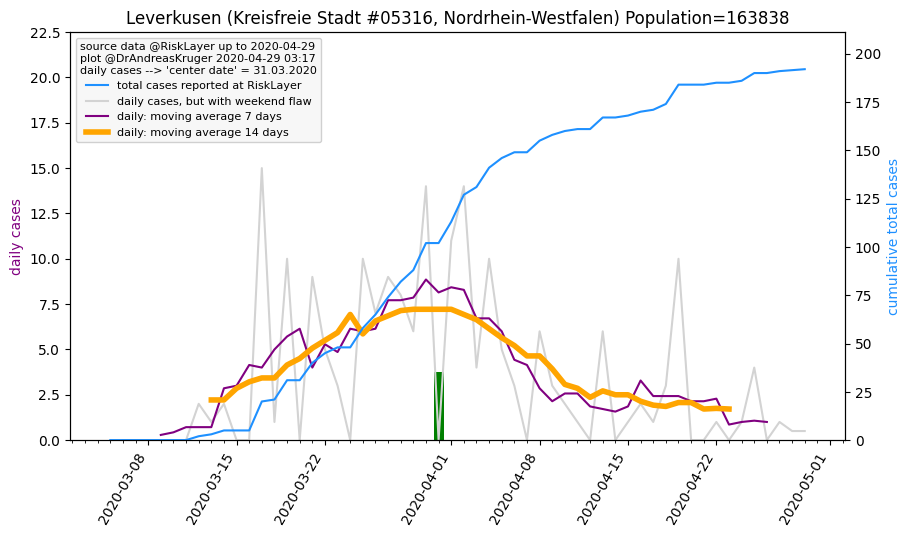 Leverkusen (Kreisfreie Stadt #05316, Nordrhein-Westfalen) Population=163838
source data @RiskLayer up to 2020-04-29
plot @DrAndreasKruger 2020-04-29 03:17
daily cases --> 'center date' = 31.03.2020
total cases reported at RiskLayer
daily cases, but with weekend flaw
daily: moving average 7 days
daily: moving average 14 days
daily cases
22.5
20.0
17.5
15.0
12.5
10.0
7.5
5.0
2.5
0.0
cumulative total cases
200
175
150
125
100
75
50
25
0
2020-03-08
2020-03-15
2020-03-22
2020-04-01
2020-04-08
2020-04-15
2020-04-22
2020-05-01